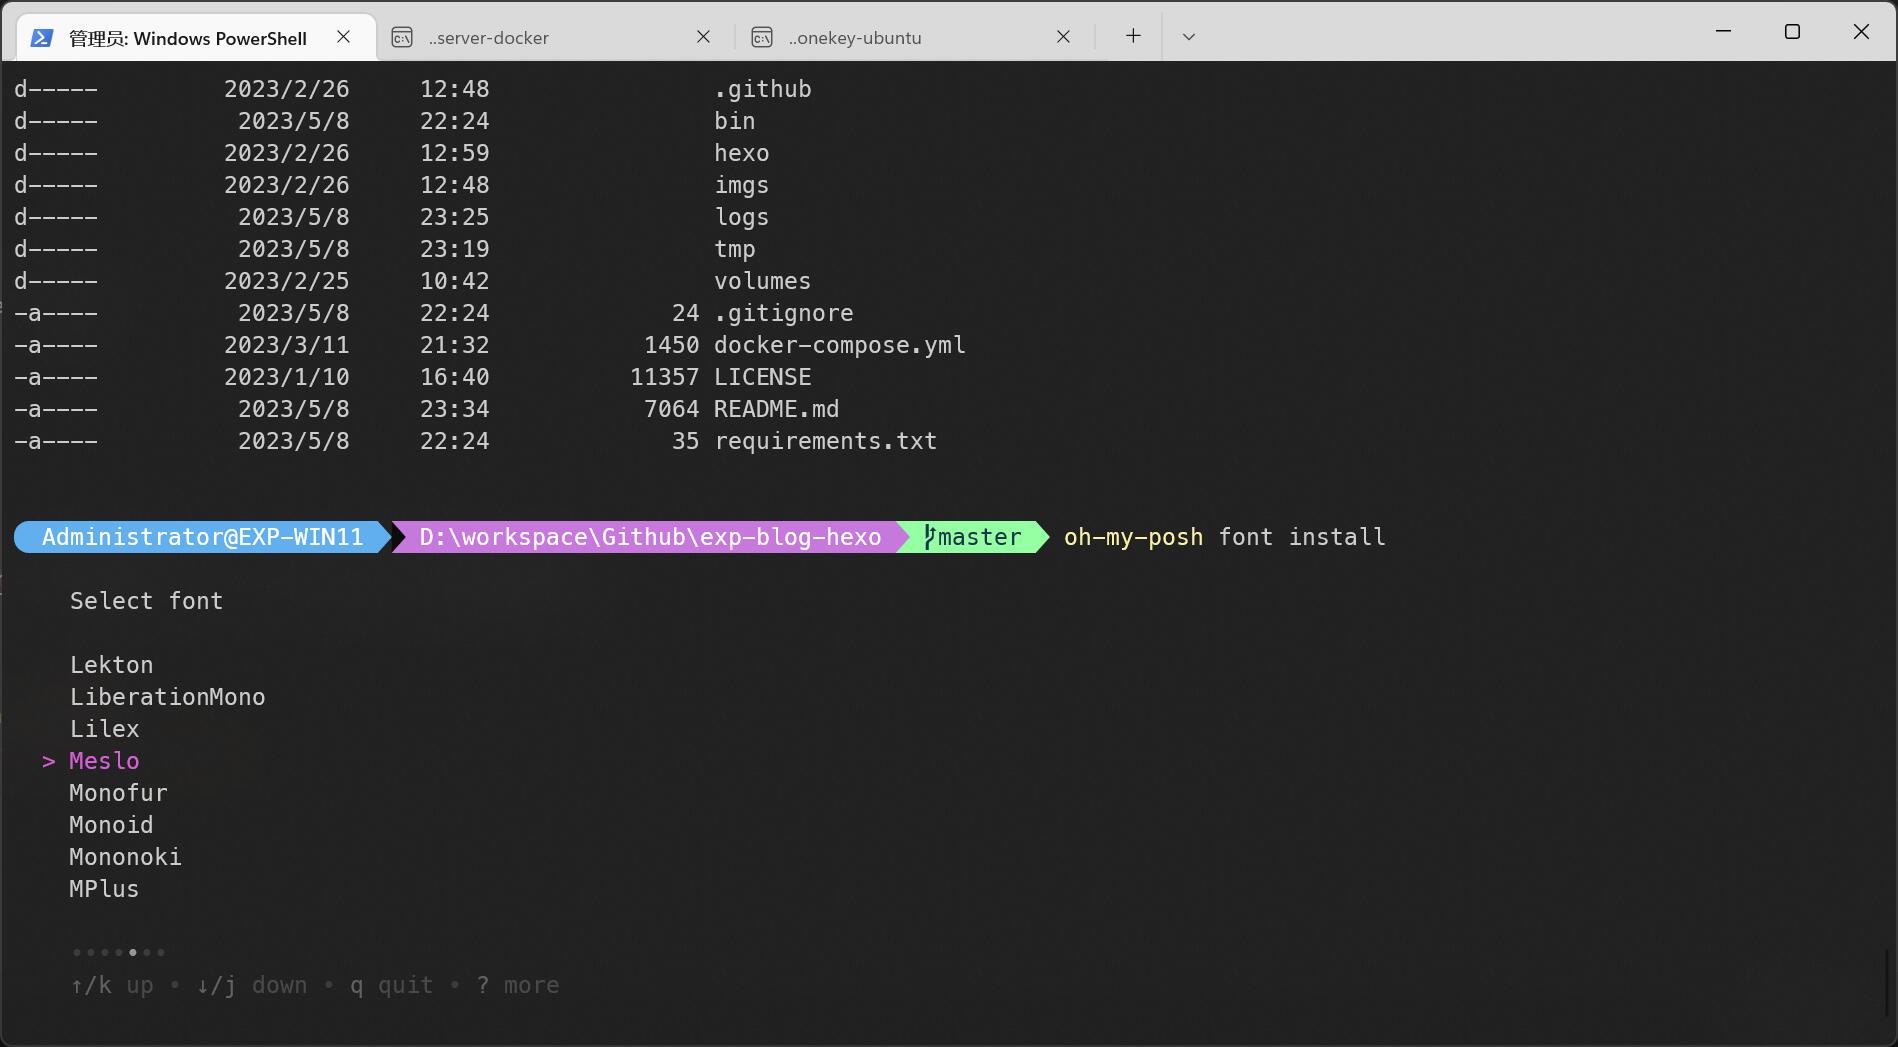 管理员: Windows PowerShell ..server-docker ..onekey-ubuntu
d----- 2023/2/26 12:48 .github
d----- 2023/5/8 22:24 bin
d----- 2023/2/26 12:59 hexo
d----- 2023/2/26 12:48 imgs
d----- 2023/5/8 23:25 logs
d----- 2023/5/8 23:19 tmp
d----- 2023/2/25 10:42 volumes
-a---- 2023/5/8 22:24 24 .gitignore
-a---- 2023/3/11 21:32 1450 docker-compose.yml
-a---- 2023/1/10 16:40 11357 LICENSE
-a---- 2023/5/8 23:34 7064 README.md
-a---- 2023/5/8 22:24 35 requirements.txt
Administrator@EXP-WIN11 D:\workspace\Github\exp-blog-hexo master oh-my-posh font install
Select font
Lekton
LiberationMono
Lilex
> Meslo
Monofur
Monoid
Mononoki
MPlus
•••••••
↑/k up • ↓/j down • q quit • ? more